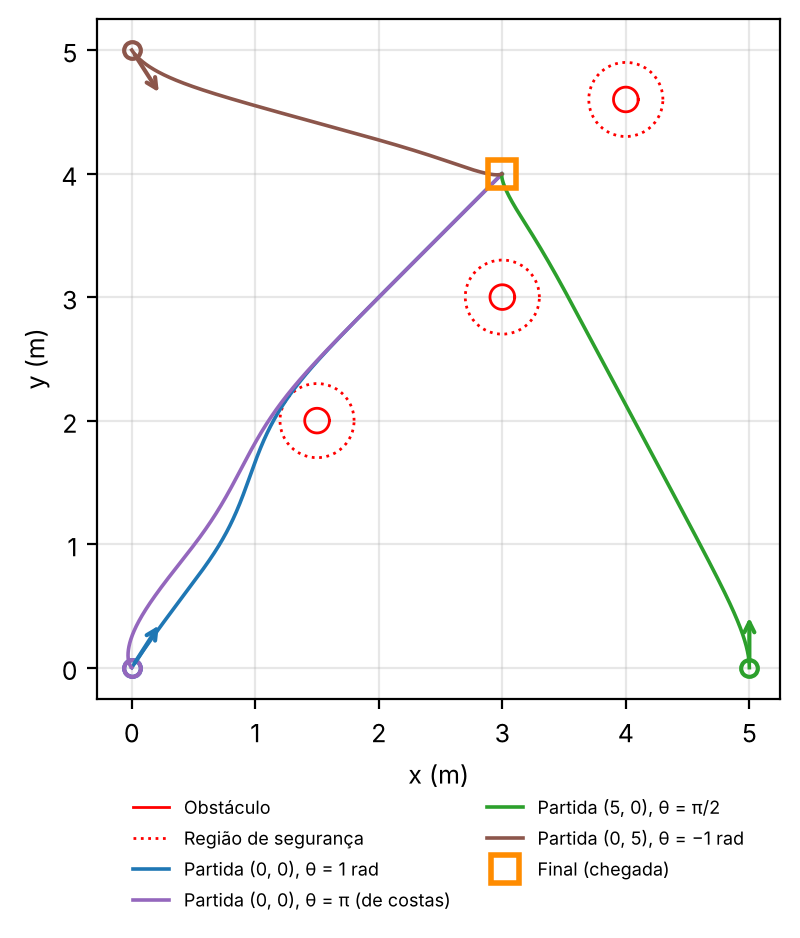 5
4
3
2
1
0
y (m)
0 1 2 3 4 5
x (m)
Obstáculo
Região de segurança
Partida (0, 0), θ = 1 rad
Partida (0, 0), θ = π (de costas)
Partida (5, 0), θ = π/2
Partida (0, 5), θ = −1 rad
Final (chegada)